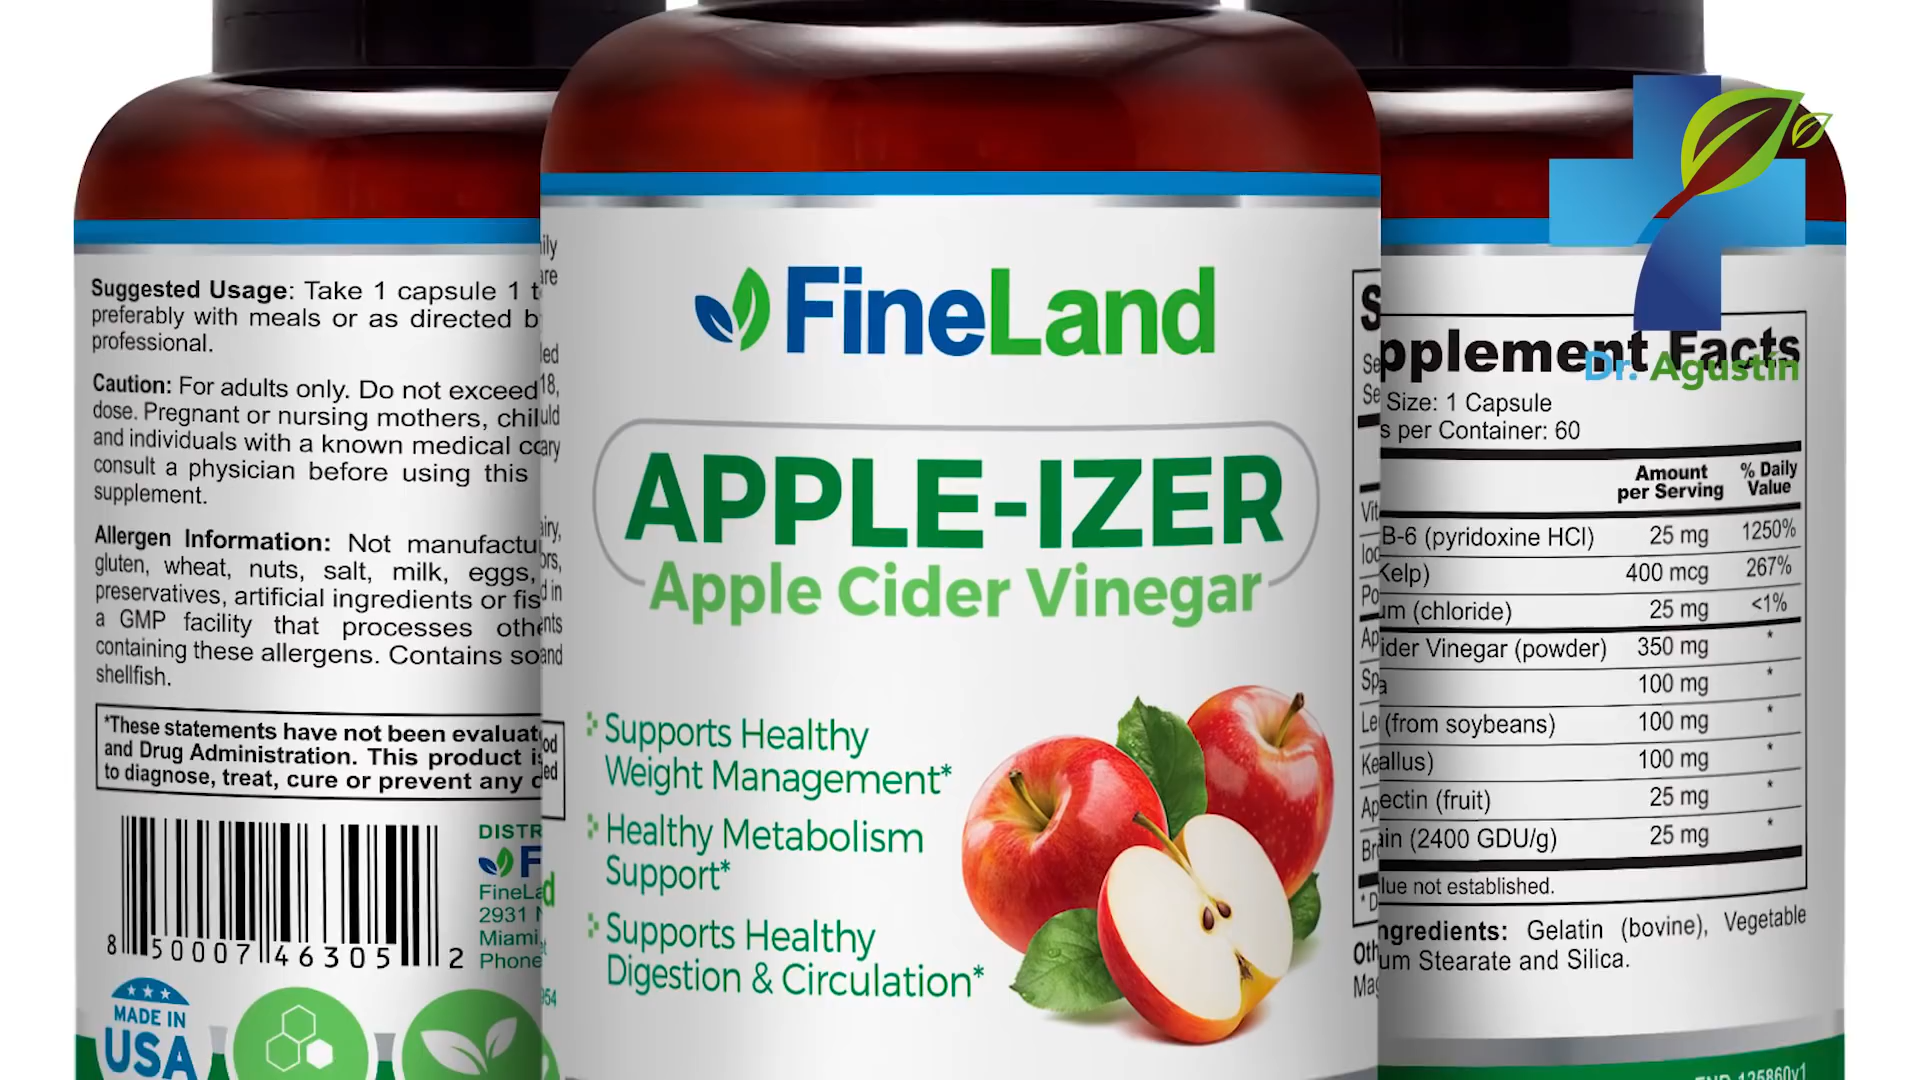 Suggested Usage: Take 1 capsule 1 t
preferably with meals or as directed b
professional.
Caution: For adults only. Do not exceed
dose. Pregnant or nursing mothers, chil
and individuals with a known medical co
consult a physician before using this
supplement.
Allergen Information: Not manufactu
gluten, wheat, nuts, salt, milk, eggs,
preservatives, artificial ingredients or fis
a GMP facility that processes oth
containing these allergens. Contains so
shellfish.
*These statements have not been evaluat
and Drug Administration. This product is
to diagnose, treat, cure or prevent any d
8 50007 46305 2
DISTR
F
FineLa
2931 N
Miami
Phone
MADE IN
USA
FineLand
APPLE-IZER
Apple Cider Vinegar
Supports Healthy
Weight Management*
Healthy Metabolism
Support*
Supports Healthy
Digestion & Circulation*
Dr. Agustin
pplement Facts
Size: 1 Capsule
s per Container: 60
Amount per Serving
% Daily Value
B-6 (pyridoxine HCl) 25 mg 1250%
Kelp) 400 mcg 267%
um (chloride) 25 mg <1%
ider Vinegar (powder) 350 mg *
a 100 mg *
(from soybeans) 100 mg *
allus) 100 mg *
ectin (fruit) 25 mg *
ain (2400 GDU/g) 25 mg *
lue not established.
ngredients: Gelatin (bovine), Vegetable
um Stearate and Silica.